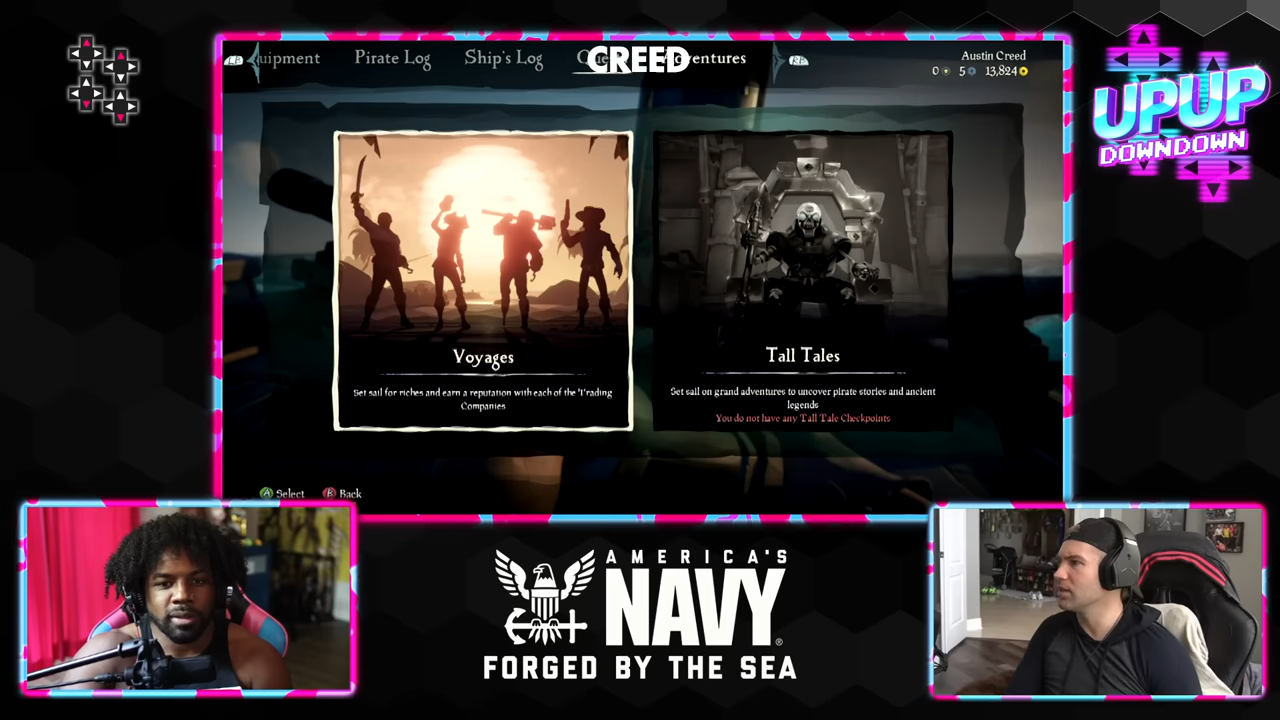 uipment
Pirate Log
Ship's Log
CREED
Adventures
Austin Creed
0
5
13,824
UPUP
DOWNDOWN
Voyages
Set sail for riches and earn a reputation with each of the Trading
Companies
Tall Tales
Set sail on grand adventures to uncover pirate stories and ancient
legends
You do not have any Tall Tale Checkpoints
A Select
B Back
AMERICA'S
NAVY®
FORGED BY THE SEA